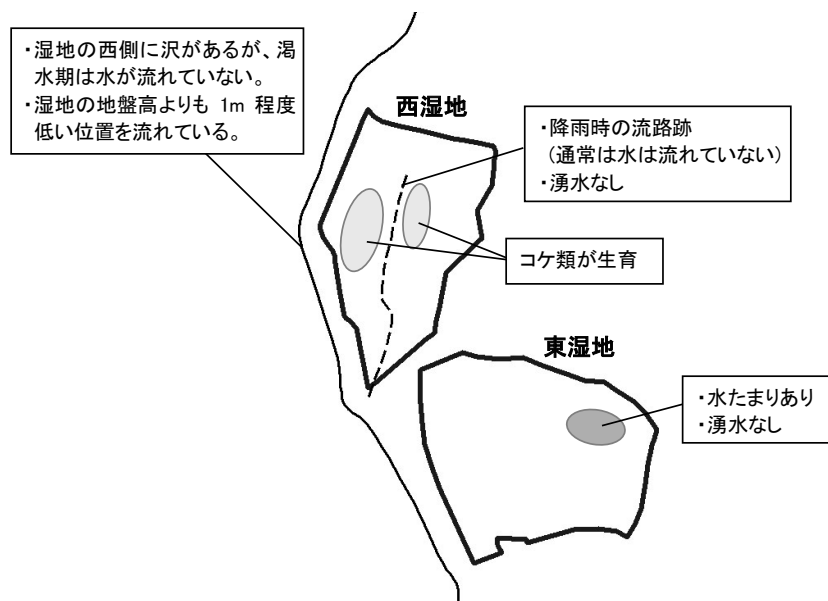 ・湿地の西側に沢があるが、渇
水期は水が流れていない。
・湿地の地盤高よりも 1m 程度
低い位置を流れている。
西湿地
・降雨時の流路跡
(通常は水は流れていない)
・湧水なし
コケ類が生育
東湿地
・水たまりあり
・湧水なし